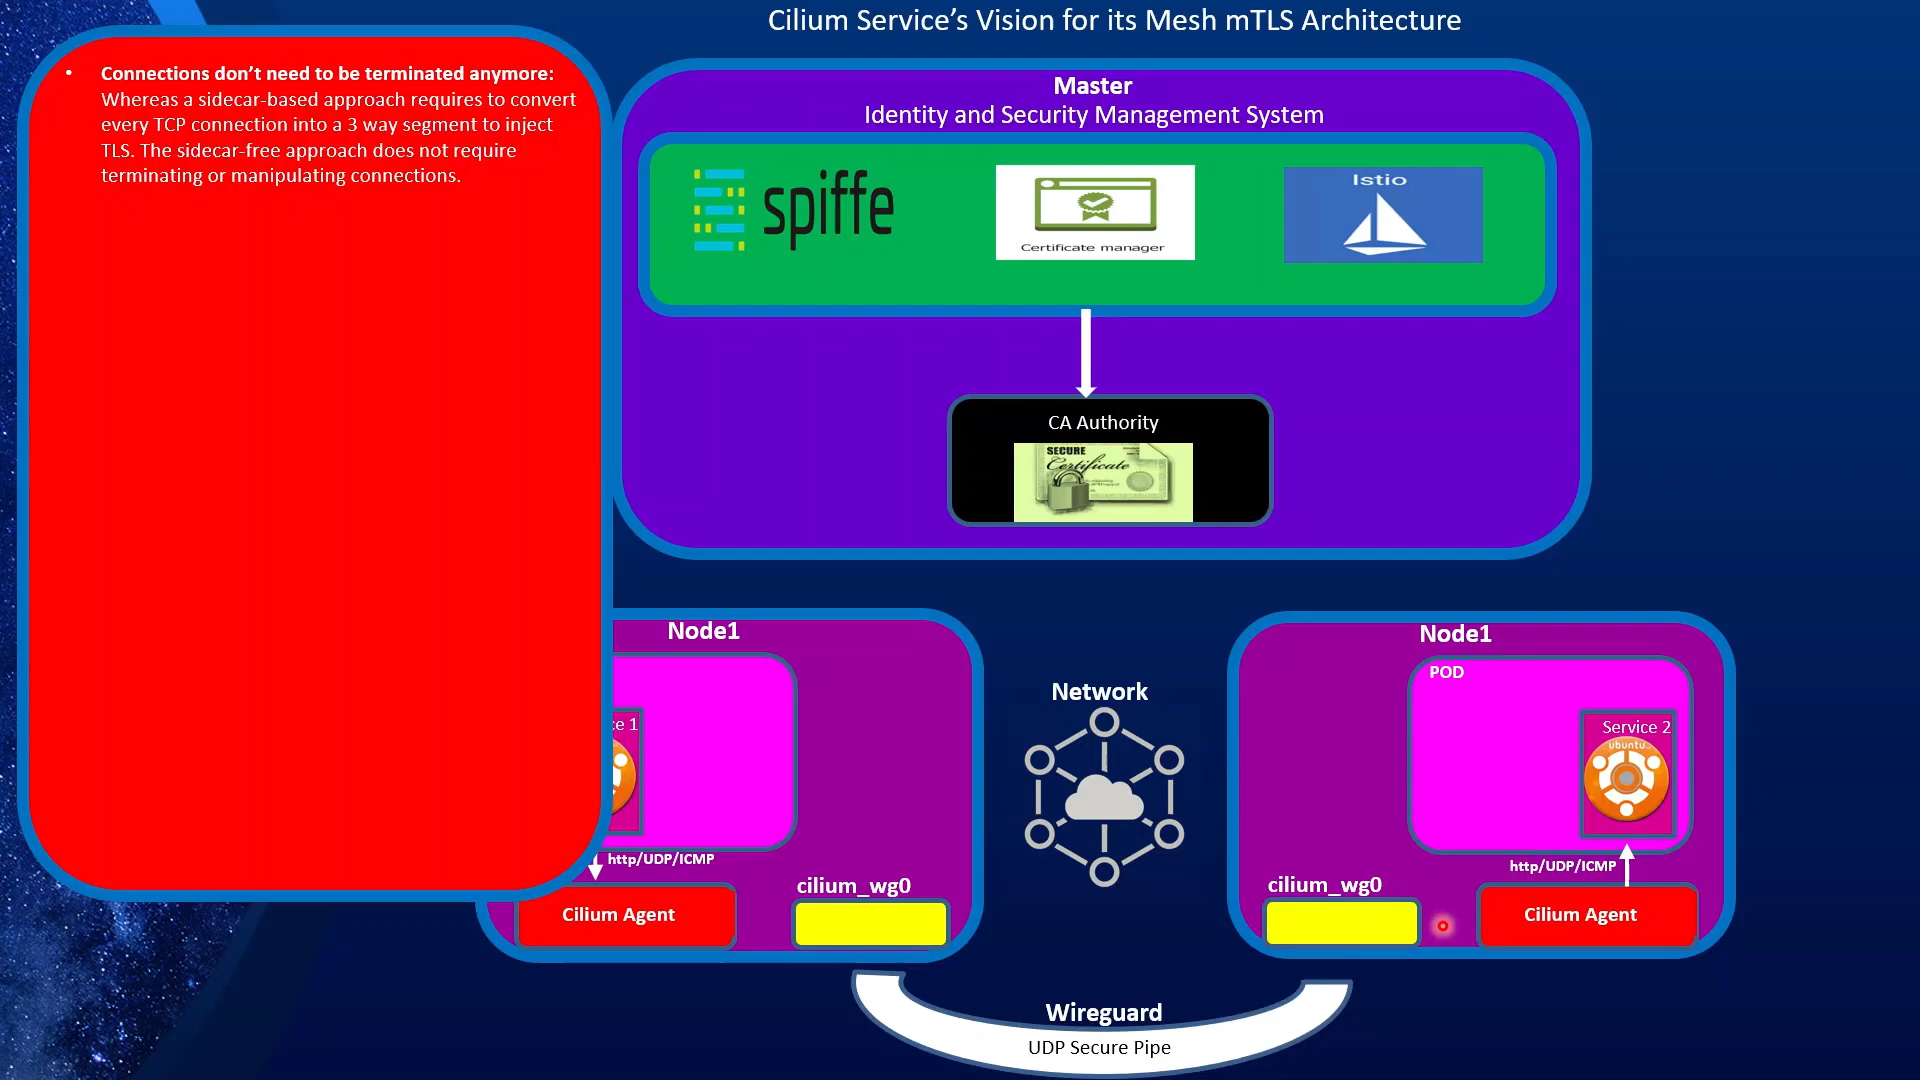 Cilium Service’s Vision for its Mesh mTLS Architecture
• Connections don’t need to be terminated anymore:
Whereas a sidecar-based approach requires to convert
every TCP connection into a 3 way segment to inject
TLS. The sidecar-free approach does not require
terminating or manipulating connections.
Master
Identity and Security Management System
spiffe
Certificate manager
Istio
CA Authority
SECURE
Certificate
Node1
ce 1
http/UDP/ICMP
Cilium Agent
cilium_wg0
Network
Node1
POD
Service 2
ubuntu
http/UDP/ICMP
cilium_wg0
Cilium Agent
Wireguard
UDP Secure Pipe